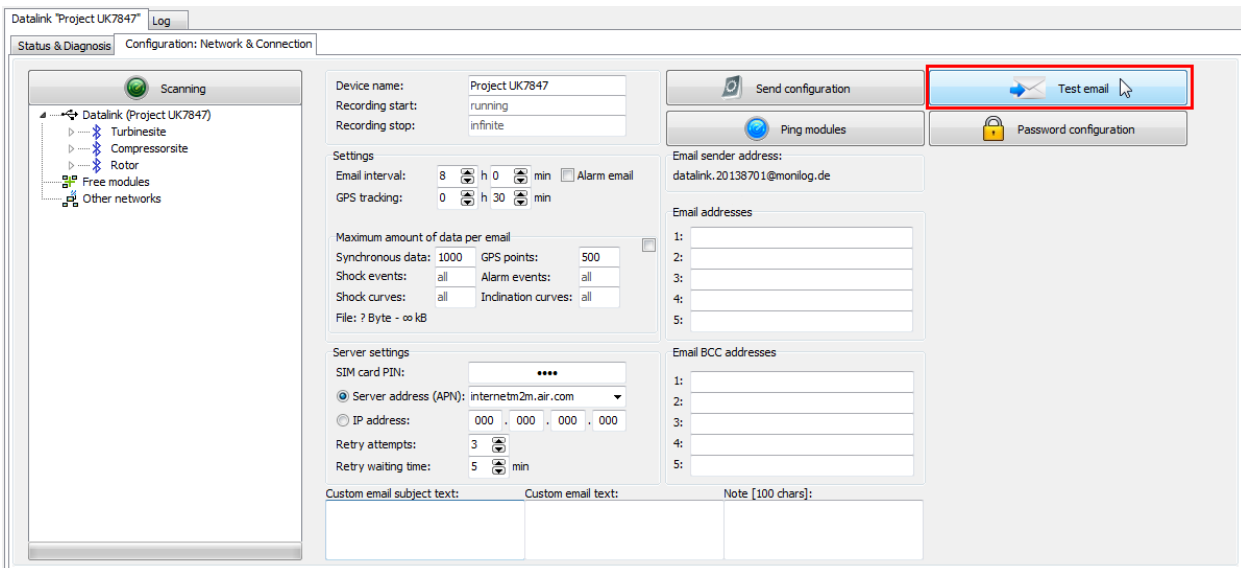 Datalink "Project UK7847" Log
Status & Diagnosis Configuration: Network & Connection
Scanning
Datalink (Project UK7847)
Turbinesite
Compressorsite
Rotor
Free modules
Other networks
Device name: Project UK7847
Recording start: running
Recording stop: infinite
Settings
Email interval: 8 h 0 min Alarm email
GPS tracking: 0 h 30 min
Maximum amount of data per email
Synchronous data: 1000 GPS points: 500
Shock events: all Alarm events: all
Shock curves: all Inclination curves: all
File: ? Byte - ∞ kB
Server settings
SIM card PIN: ••••
Server address (APN): internetm2m.air.com
IP address: 000 . 000 . 000 . 000
Retry attempts: 3
Retry waiting time: 5 min
Send configuration
Test email
Ping modules
Password configuration
Email sender address:
datalink.20138701@monilog.de
Email addresses
1:
2:
3:
4:
5:
Email BCC addresses
1:
2:
3:
4:
5:
Custom email subject text: Custom email text: Note [100 chars]: